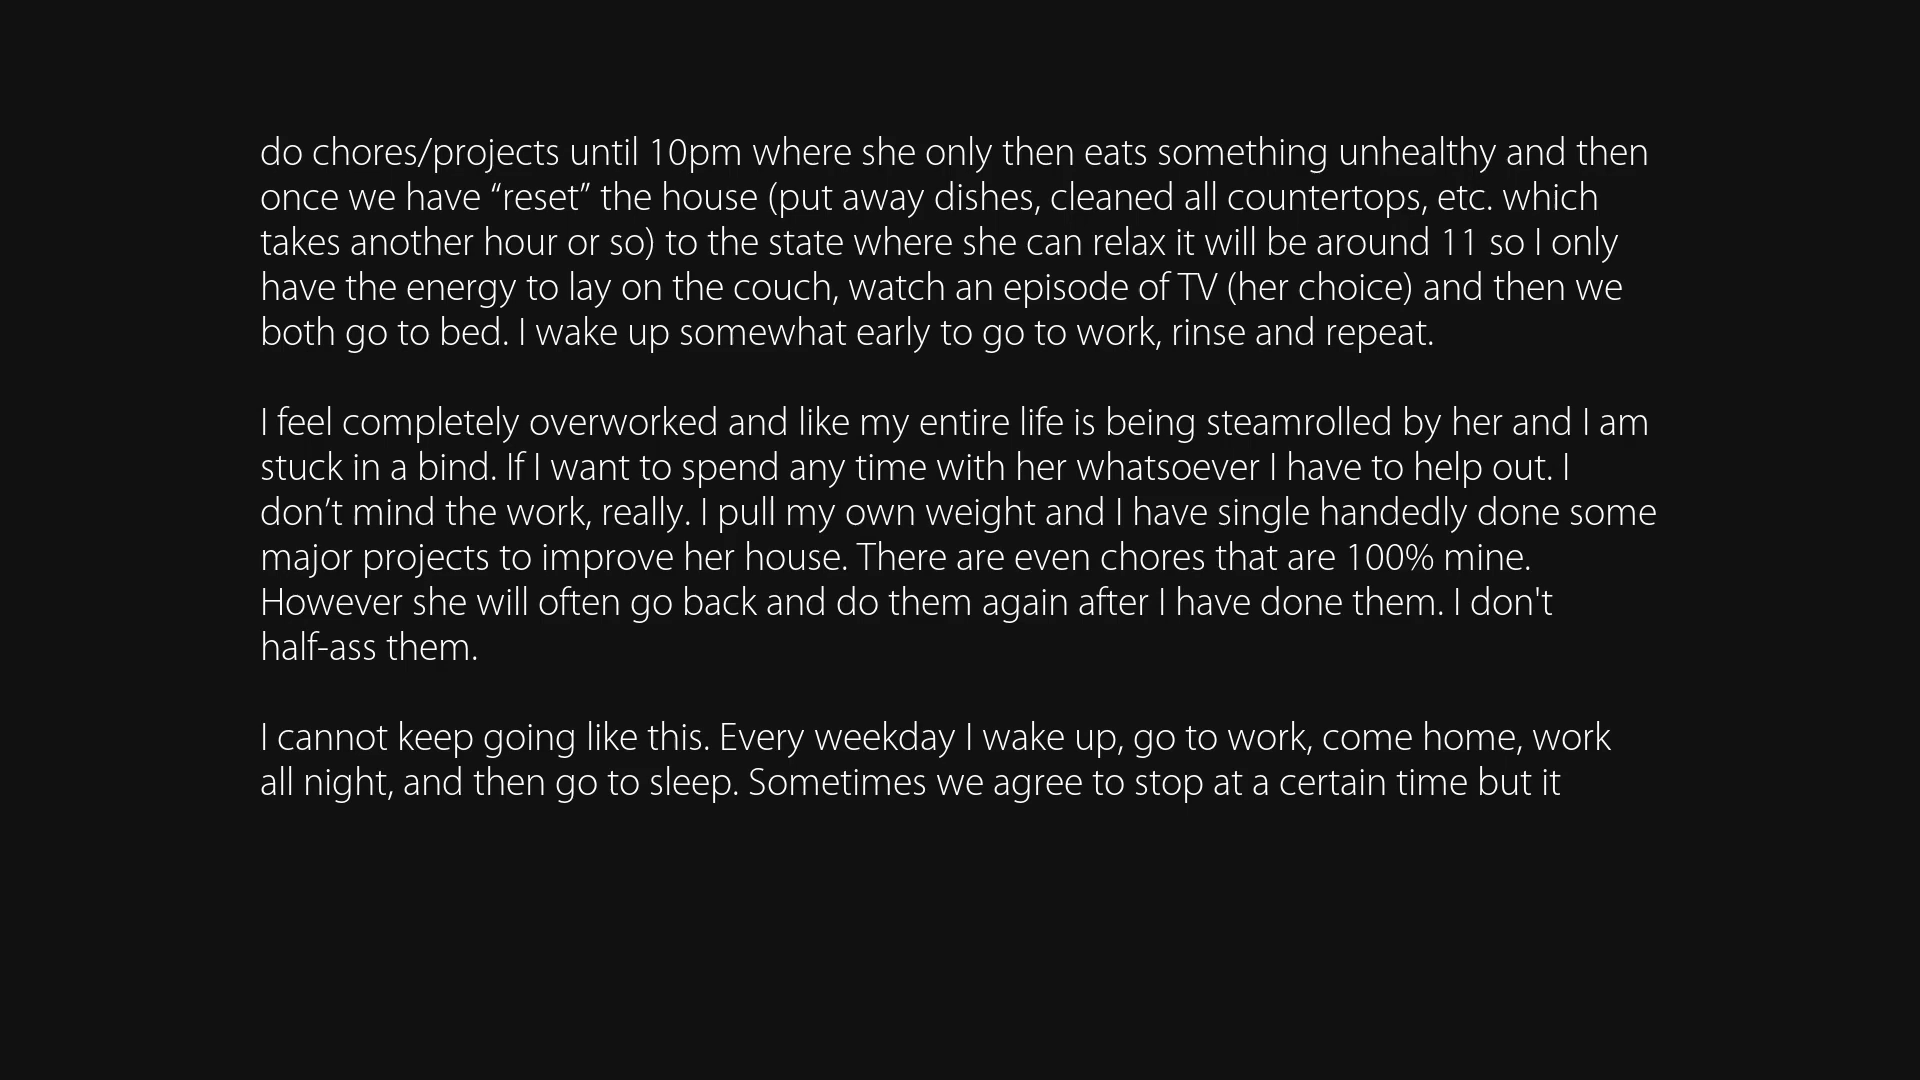 do chores/projects until 10pm where she only then eats something unhealthy and then
once we have “reset” the house (put away dishes, cleaned all countertops, etc. which
takes another hour or so) to the state where she can relax it will be around 11 so I only
have the energy to lay on the couch, watch an episode of TV (her choice) and then we
both go to bed. I wake up somewhat early to go to work, rinse and repeat.
I feel completely overworked and like my entire life is being steamrolled by her and I am
stuck in a bind. If I want to spend any time with her whatsoever I have to help out. I
don’t mind the work, really. I pull my own weight and I have single handedly done some
major projects to improve her house. There are even chores that are 100% mine.
However she will often go back and do them again after I have done them. I don't
half-ass them.
I cannot keep going like this. Every weekday I wake up, go to work, come home, work
all night, and then go to sleep. Sometimes we agree to stop at a certain time but it